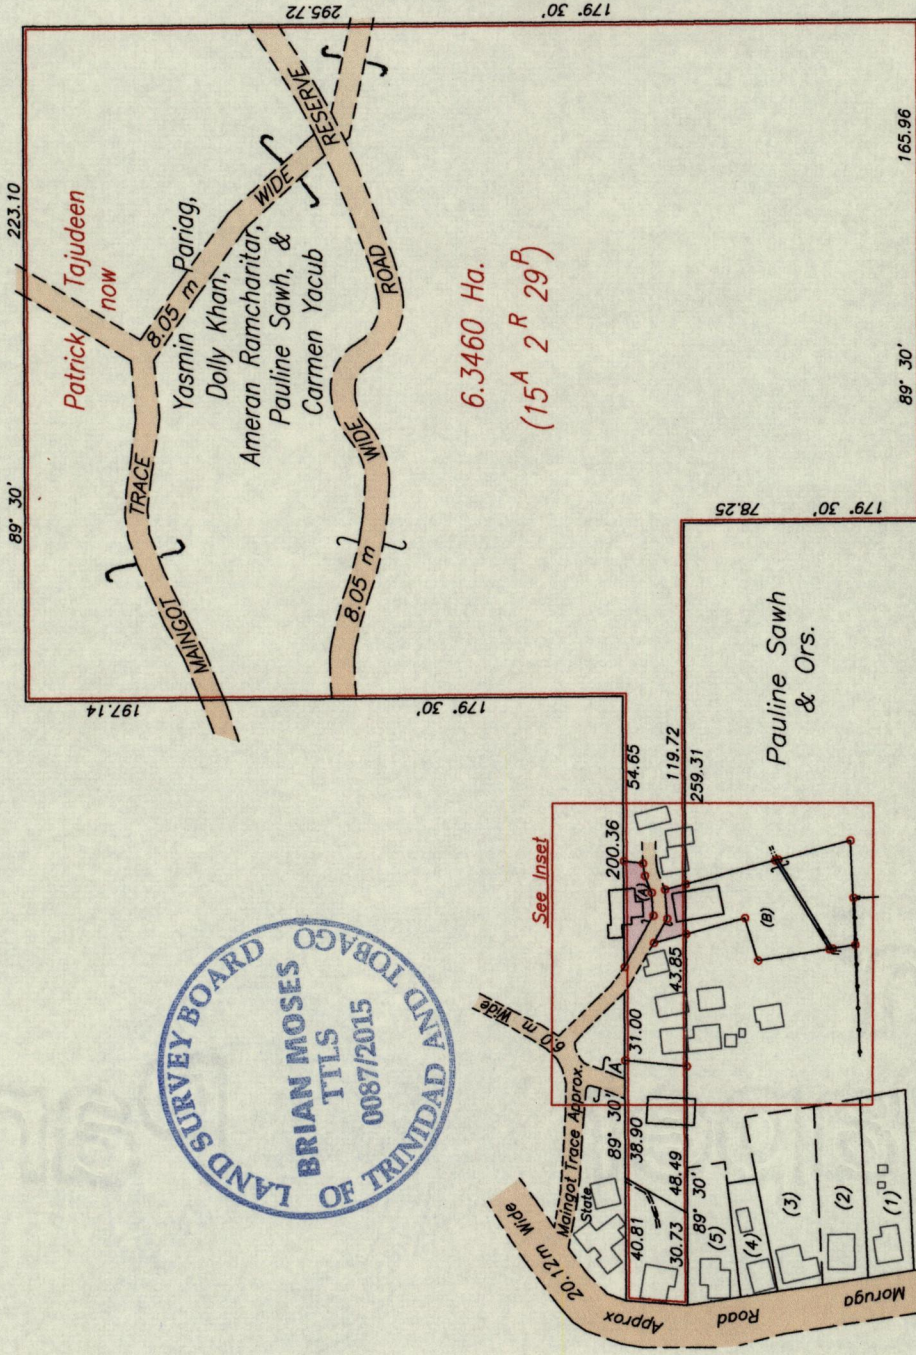 223.10
89° 30'
295.72
179° 30'
Patrick Tajudeen
now
Yasmin Pariag,
Dolly Khan,
Ameran Ramcharitar,
Pauline Sawh, &
Carmen Yacub
MAINGOT TRACE
8.05 m WIDE
8.05 m WIDE ROAD RESERVE
6.3460 Ha.
(15ᴬ 2 ᴿ 29ᴾ)
197.14
179° 30'
165.96
89° 30'
78.25
179° 30'
54.65
200.36
119.72
259.31
Pauline Sawh
& Ors.
See Inset
(A)
(B)
43.85
31.00
6.0 m Wide
Maingot Trace Approx.
A
89° 30'
38.90
40.81
State
48.49
30.73
89° 30'
20.12m Wide
Approx
Road
Moruga
(5)
(4)
(3)
(2)
(1)
LAND SURVEY BOARD
OF TRINIDAD AND TOBAGO
BRIAN MOSES
TTLS
0087/2015